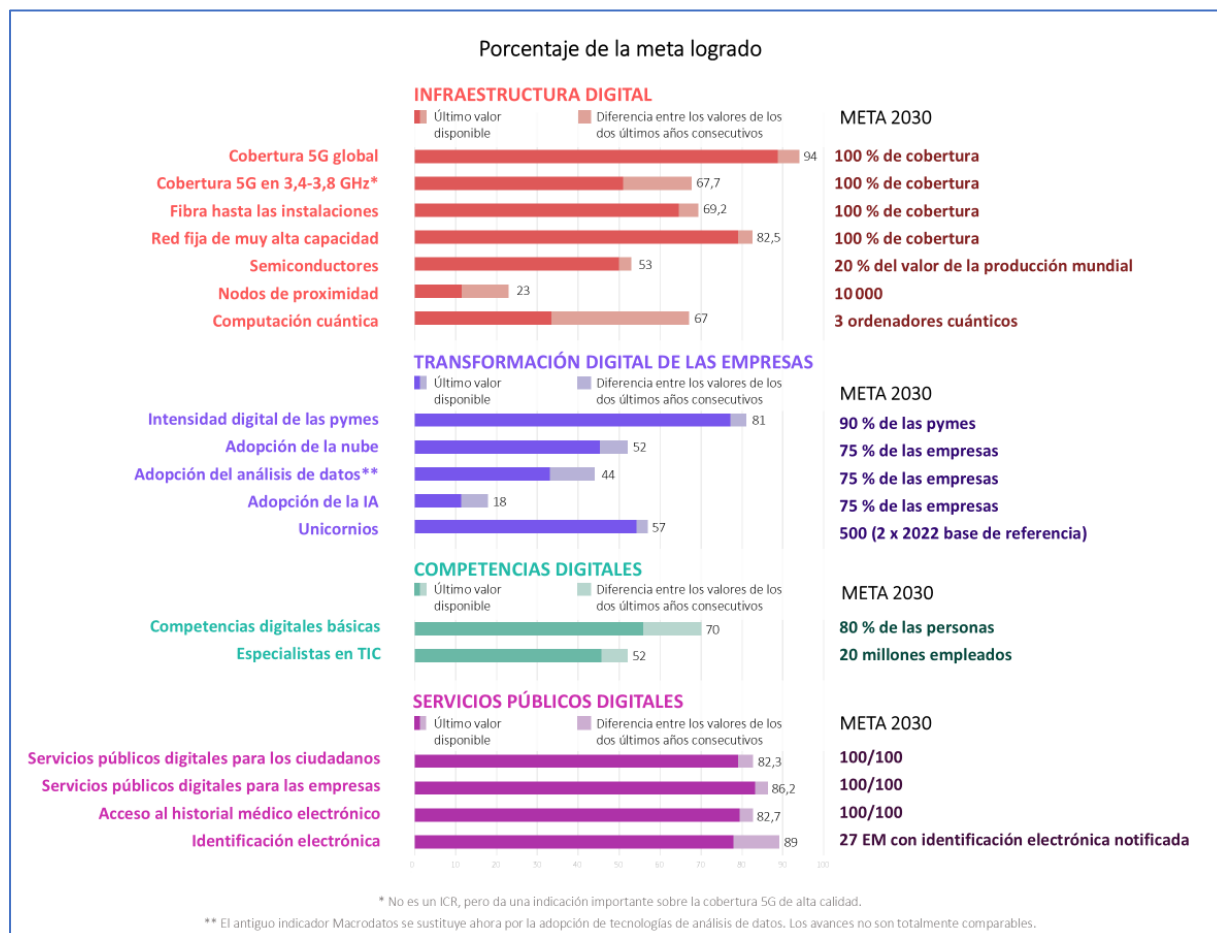 Porcentaje de la meta logrado
INFRAESTRUCTURA DIGITAL
Último valor disponible
Diferencia entre los valores de los dos últimos años consecutivos
META 2030
Cobertura 5G global 94 100 % de cobertura
Cobertura 5G en 3,4-3,8 GHz* 67,7 100 % de cobertura
Fibra hasta las instalaciones 69,2 100 % de cobertura
Red fija de muy alta capacidad 82,5 100 % de cobertura
Semiconductores 53 20 % del valor de la producción mundial
Nodos de proximidad 23 10 000
Computación cuántica 67 3 ordenadores cuánticos
TRANSFORMACIÓN DIGITAL DE LAS EMPRESAS
Último valor disponible
Diferencia entre los valores de los dos últimos años consecutivos
META 2030
Intensidad digital de las pymes 81 90 % de las pymes
Adopción de la nube 52 75 % de las empresas
Adopción del análisis de datos** 44 75 % de las empresas
Adopción de la IA 18 75 % de las empresas
Unicornios 57 500 (2 x 2022 base de referencia)
COMPETENCIAS DIGITALES
Último valor disponible
Diferencia entre los valores de los dos últimos años consecutivos
META 2030
Competencias digitales básicas 70 80 % de las personas
Especialistas en TIC 52 20 millones empleados
SERVICIOS PÚBLICOS DIGITALES
Último valor disponible
Diferencia entre los valores de los dos últimos años consecutivos
META 2030
Servicios públicos digitales para los ciudadanos 82,3 100/100
Servicios públicos digitales para las empresas 86,2 100/100
Acceso al historial médico electrónico 82,7 100/100
Identificación electrónica 89 27 EM con identificación electrónica notificada
0 10 20 30 40 50 60 70 80 90 100
* No es un ICR, pero da una indicación importante sobre la cobertura 5G de alta calidad.
** El antiguo indicador Macrodatos se sustituye ahora por la adopción de tecnologías de análisis de datos. Los avances no son totalmente comparables.